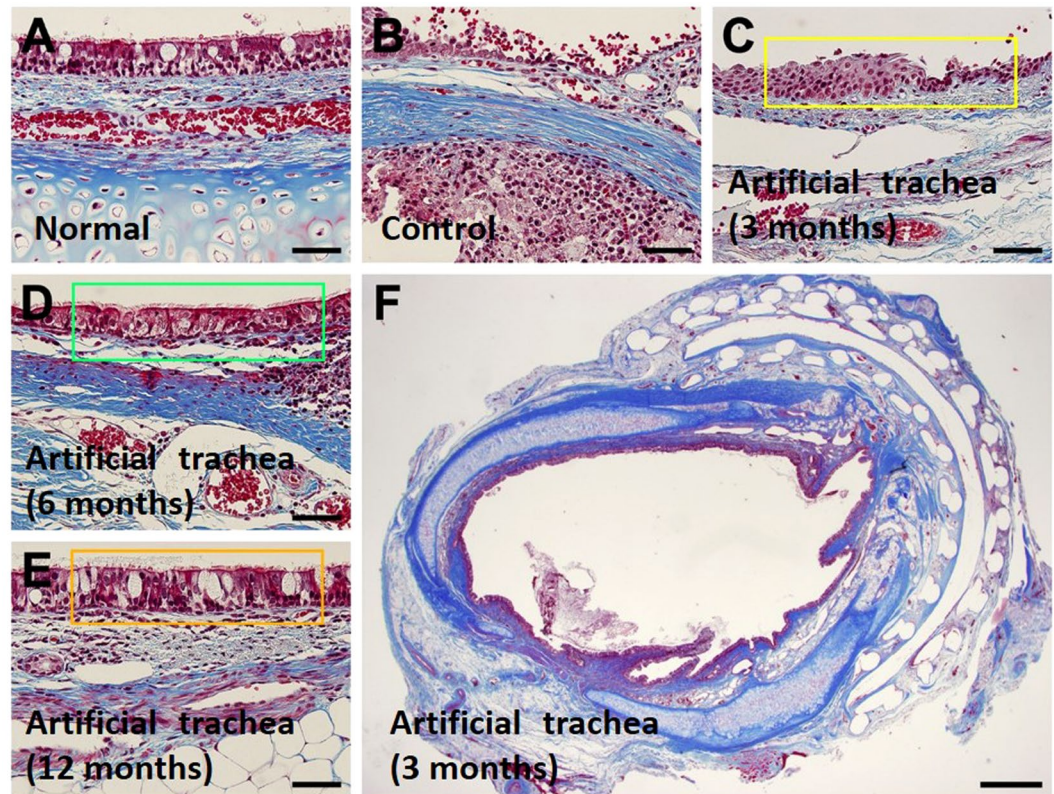 A
Normal
B
Control
C
Artificial trachea
(3 months)
D
Artificial trachea
(6 months)
E
Artificial trachea
(12 months)
F
Artificial trachea
(3 months)